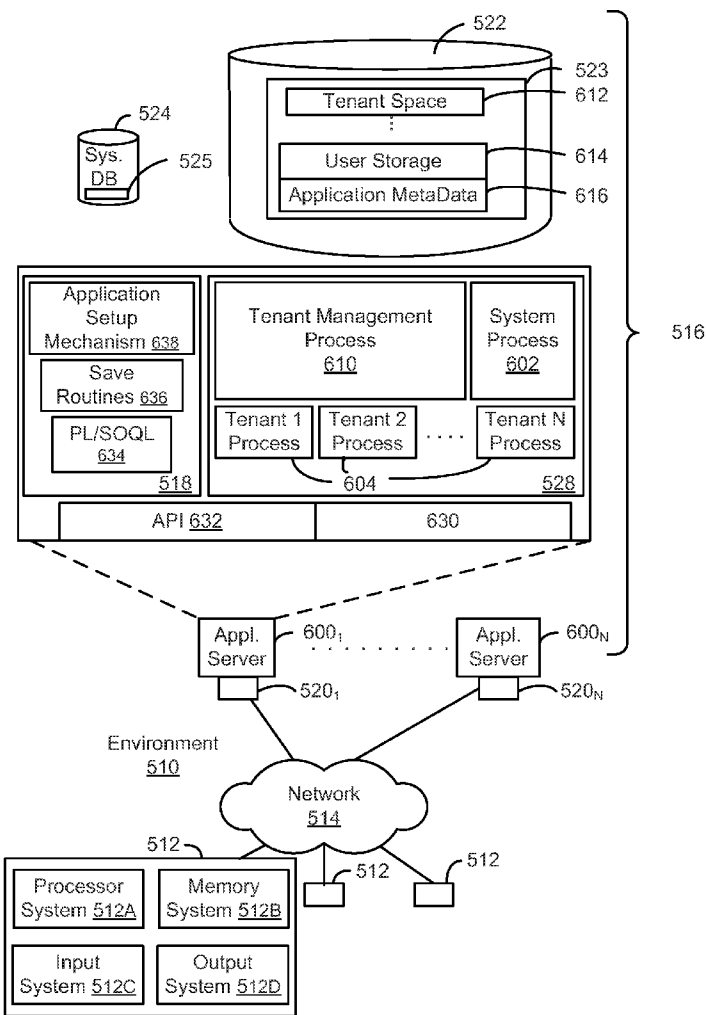 522
523
Tenant Space
612
524
Sys.
DB
525
User Storage
614
Application MetaData
616
Application
Setup
Mechanism 638
Save
Routines 636
PL/SOQL
634
518
Tenant Management
Process
610
System
Process
602
Tenant 1
Process
Tenant 2
Process
Tenant N
Process
604
528
516
API 632
630
Appl.
Server
600₁
520₁
Appl.
Server
600N
520N
Environment
510
Network
514
512
512
512
Processor
System 512A
Memory
System 512B
Input
System 512C
Output
System 512D